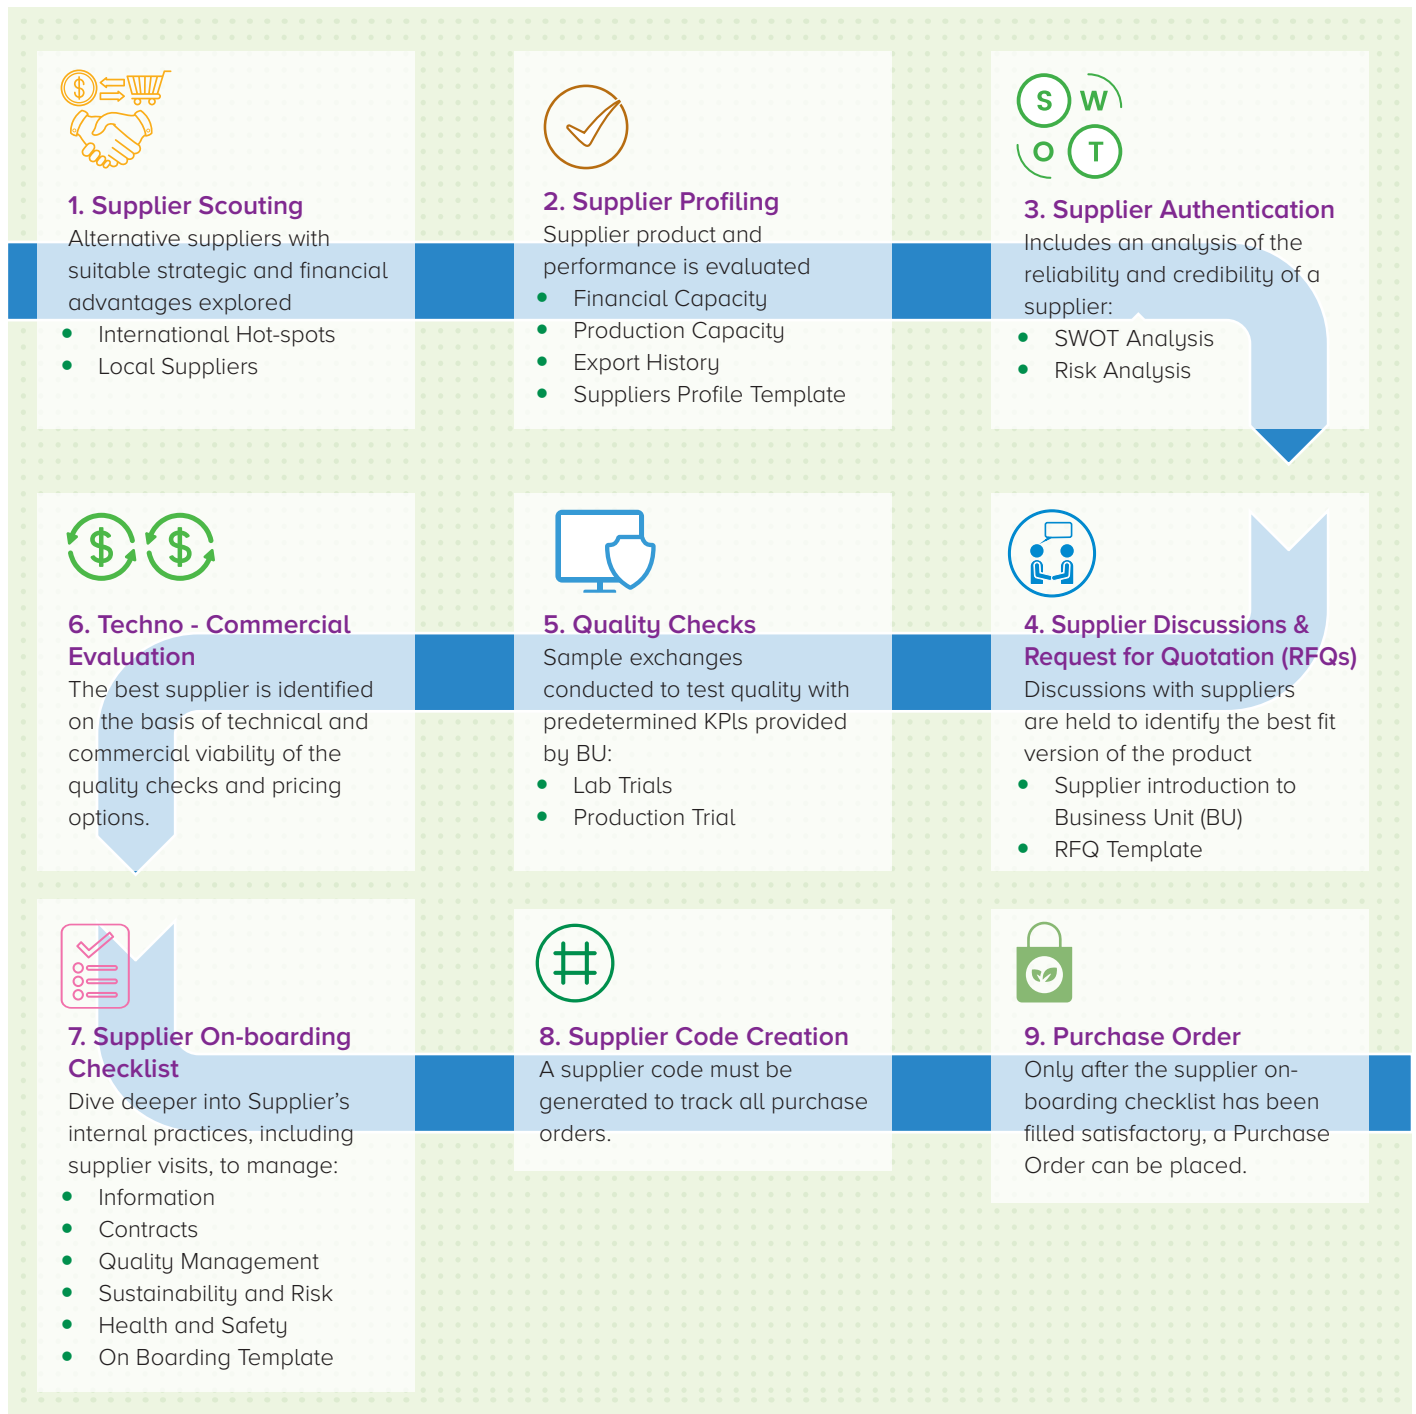 S W
O T
1. Supplier Scouting
Alternative suppliers with
suitable strategic and financial
advantages explored
• International Hot-spots
• Local Suppliers
2. Supplier Profiling
Supplier product and
performance is evaluated
• Financial Capacity
• Production Capacity
• Export History
• Suppliers Profile Template
3. Supplier Authentication
Includes an analysis of the
reliability and credibility of a
supplier:
• SWOT Analysis
• Risk Analysis
4. Supplier Discussions &
Request for Quotation (RFQs)
Discussions with suppliers
are held to identify the best fit
version of the product
• Supplier introduction to
Business Unit (BU)
• RFQ Template
5. Quality Checks
Sample exchanges
conducted to test quality with
predetermined KPIs provided
by BU:
• Lab Trials
• Production Trial
6. Techno - Commercial
Evaluation
The best supplier is identified
on the basis of technical and
commercial viability of the
quality checks and pricing
options.
7. Supplier On-boarding
Checklist
Dive deeper into Supplier’s
internal practices, including
supplier visits, to manage:
• Information
• Contracts
• Quality Management
• Sustainability and Risk
• Health and Safety
• On Boarding Template
8. Supplier Code Creation
A supplier code must be
generated to track all purchase
orders.
9. Purchase Order
Only after the supplier on-
boarding checklist has been
filled satisfactory, a Purchase
Order can be placed.